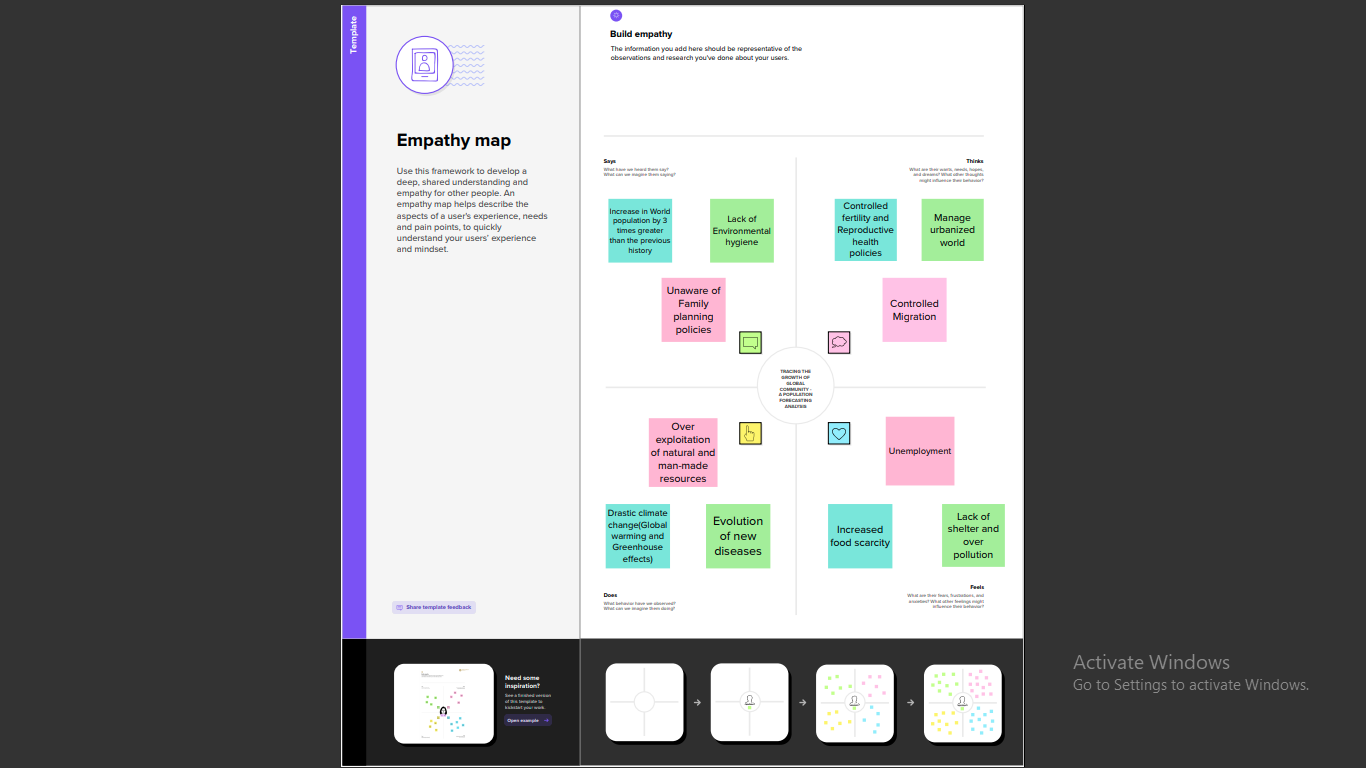 Template
Empathy map
Use this framework to develop a
deep, shared understanding and
empathy for other people. An
empathy map helps describe the
aspects of a user's experience, needs
and pain points, to quickly
understand your users' experience
and mindset.
Share template feedback
Build empathy
The information you add here should be representative of the
observations and research you've done about your users.
Says
What have we heard them say?
What can we imagine them saying?
Thinks
What are their wants, needs, hopes,
and dreams? What other thoughts
might influence their behavior?
Increase in World
population by 3
times greater
than the previous
history
Lack of
Environmental
hygiene
Unaware of
Family
planning
policies
Controlled
fertility and
Reproductive
health
policies
Manage
urbanized
world
Controlled
Migration
TRACING THE
GROWTH OF
GLOBAL
COMMUNITY -
A POPULATION
FORECASTING
ANALYSIS
Over
exploitation
of natural and
man-made
resources
Drastic climate
change(Global
warming and
Greenhouse
effects)
Evolution
of new
diseases
Unemployment
Increased
food scarcity
Lack of
shelter and
over
pollution
Does
What behavior have we observed?
What can we imagine them doing?
Feels
What are their fears, frustrations, and
anxieties? What other feelings might
influence their behavior?
Need some
inspiration?
See a finished version
of this template to
kickstart your work.
Open example
Activate Windows
Go to Settings to activate Windows.